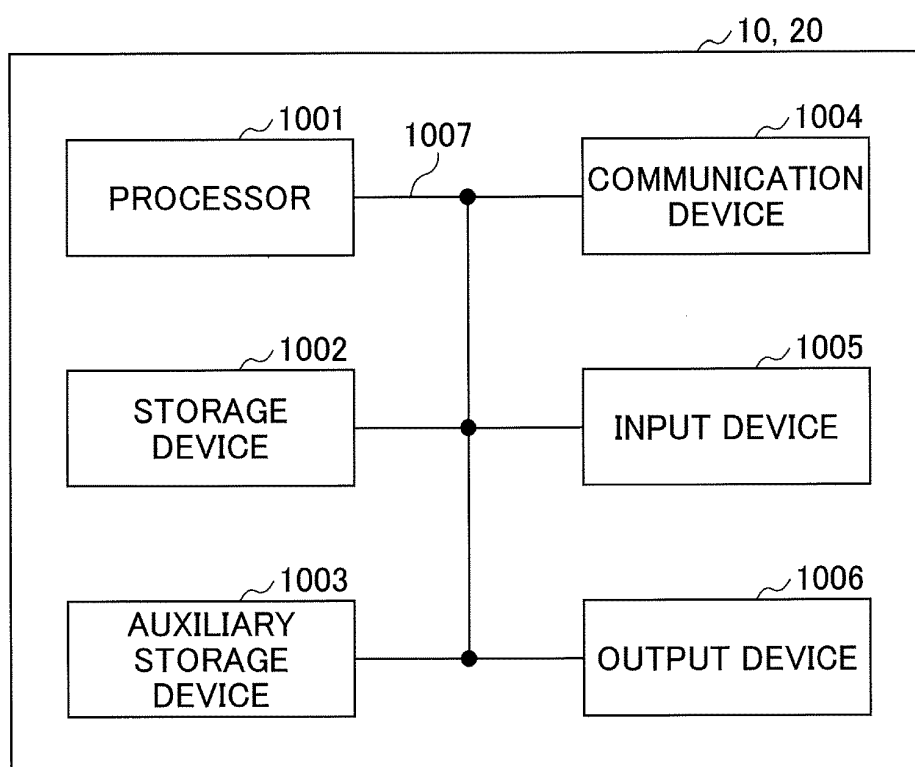 10, 20
1001
PROCESSOR
1007
1004
COMMUNICATION
DEVICE
1002
STORAGE
DEVICE
1005
INPUT DEVICE
1003
AUXILIARY
STORAGE
DEVICE
1006
OUTPUT DEVICE